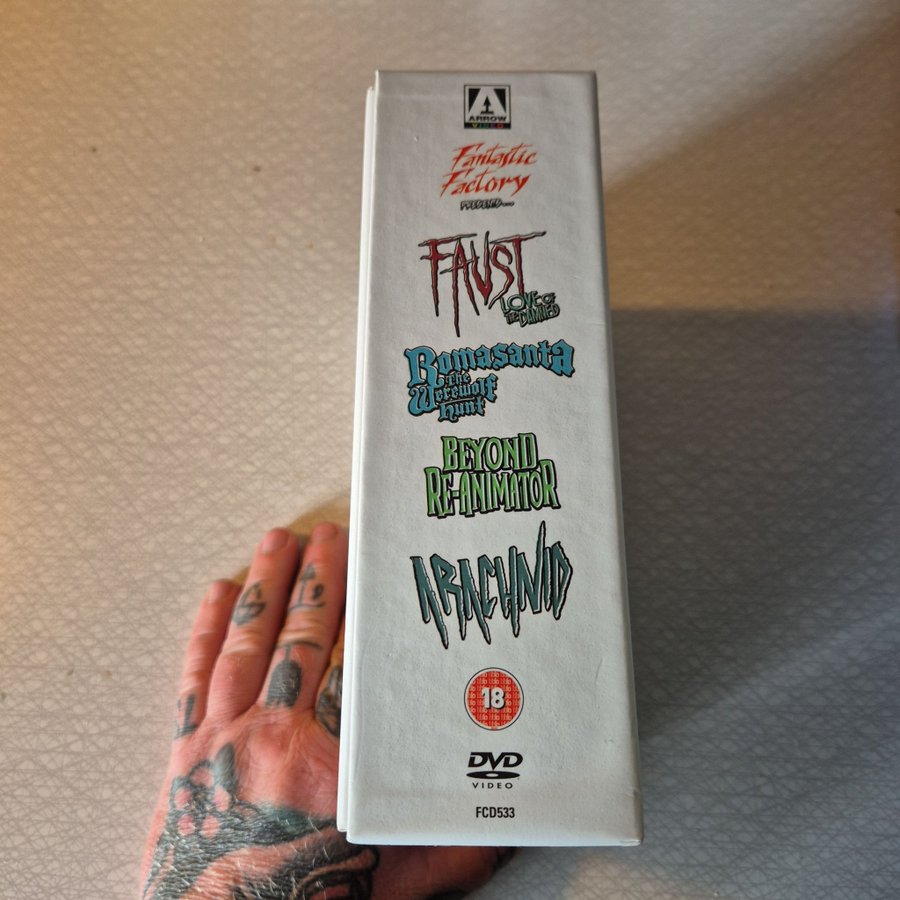 ARROW
VIDEO
Fantastic
Factory
PRESENTS...
FAUST
LOVE OF
THE DAMNED
Romasanta
The
Werewolf
hunt
BEYOND
RE-ANIMATOR
ARACHNID
18
DVD
VIDEO
FCD533